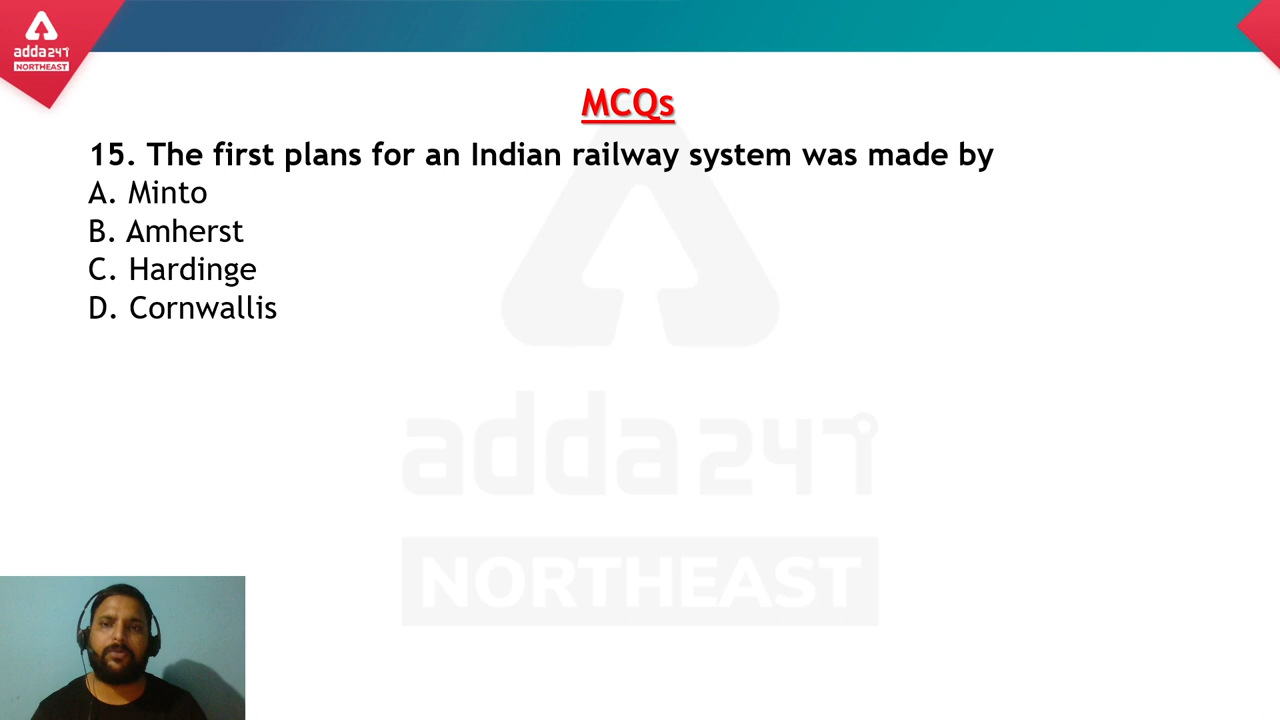 adda247
NORTHEAST
MCQs
15. The first plans for an Indian railway system was made by
A. Minto
B. Amherst
C. Hardinge
D. Cornwallis
adda247
NORTHEAST